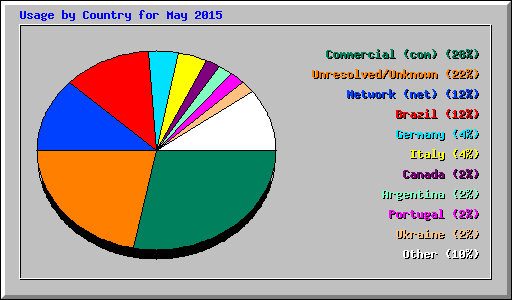 Usage by Country for May 2015
Commercial (com) (28%)
Unresolved/Unknown (22%)
Network (net) (12%)
Brazil (12%)
Germany (4%)
Italy (4%)
Canada (2%)
Argentina (2%)
Portugal (2%)
Ukraine (2%)
Other (10%)